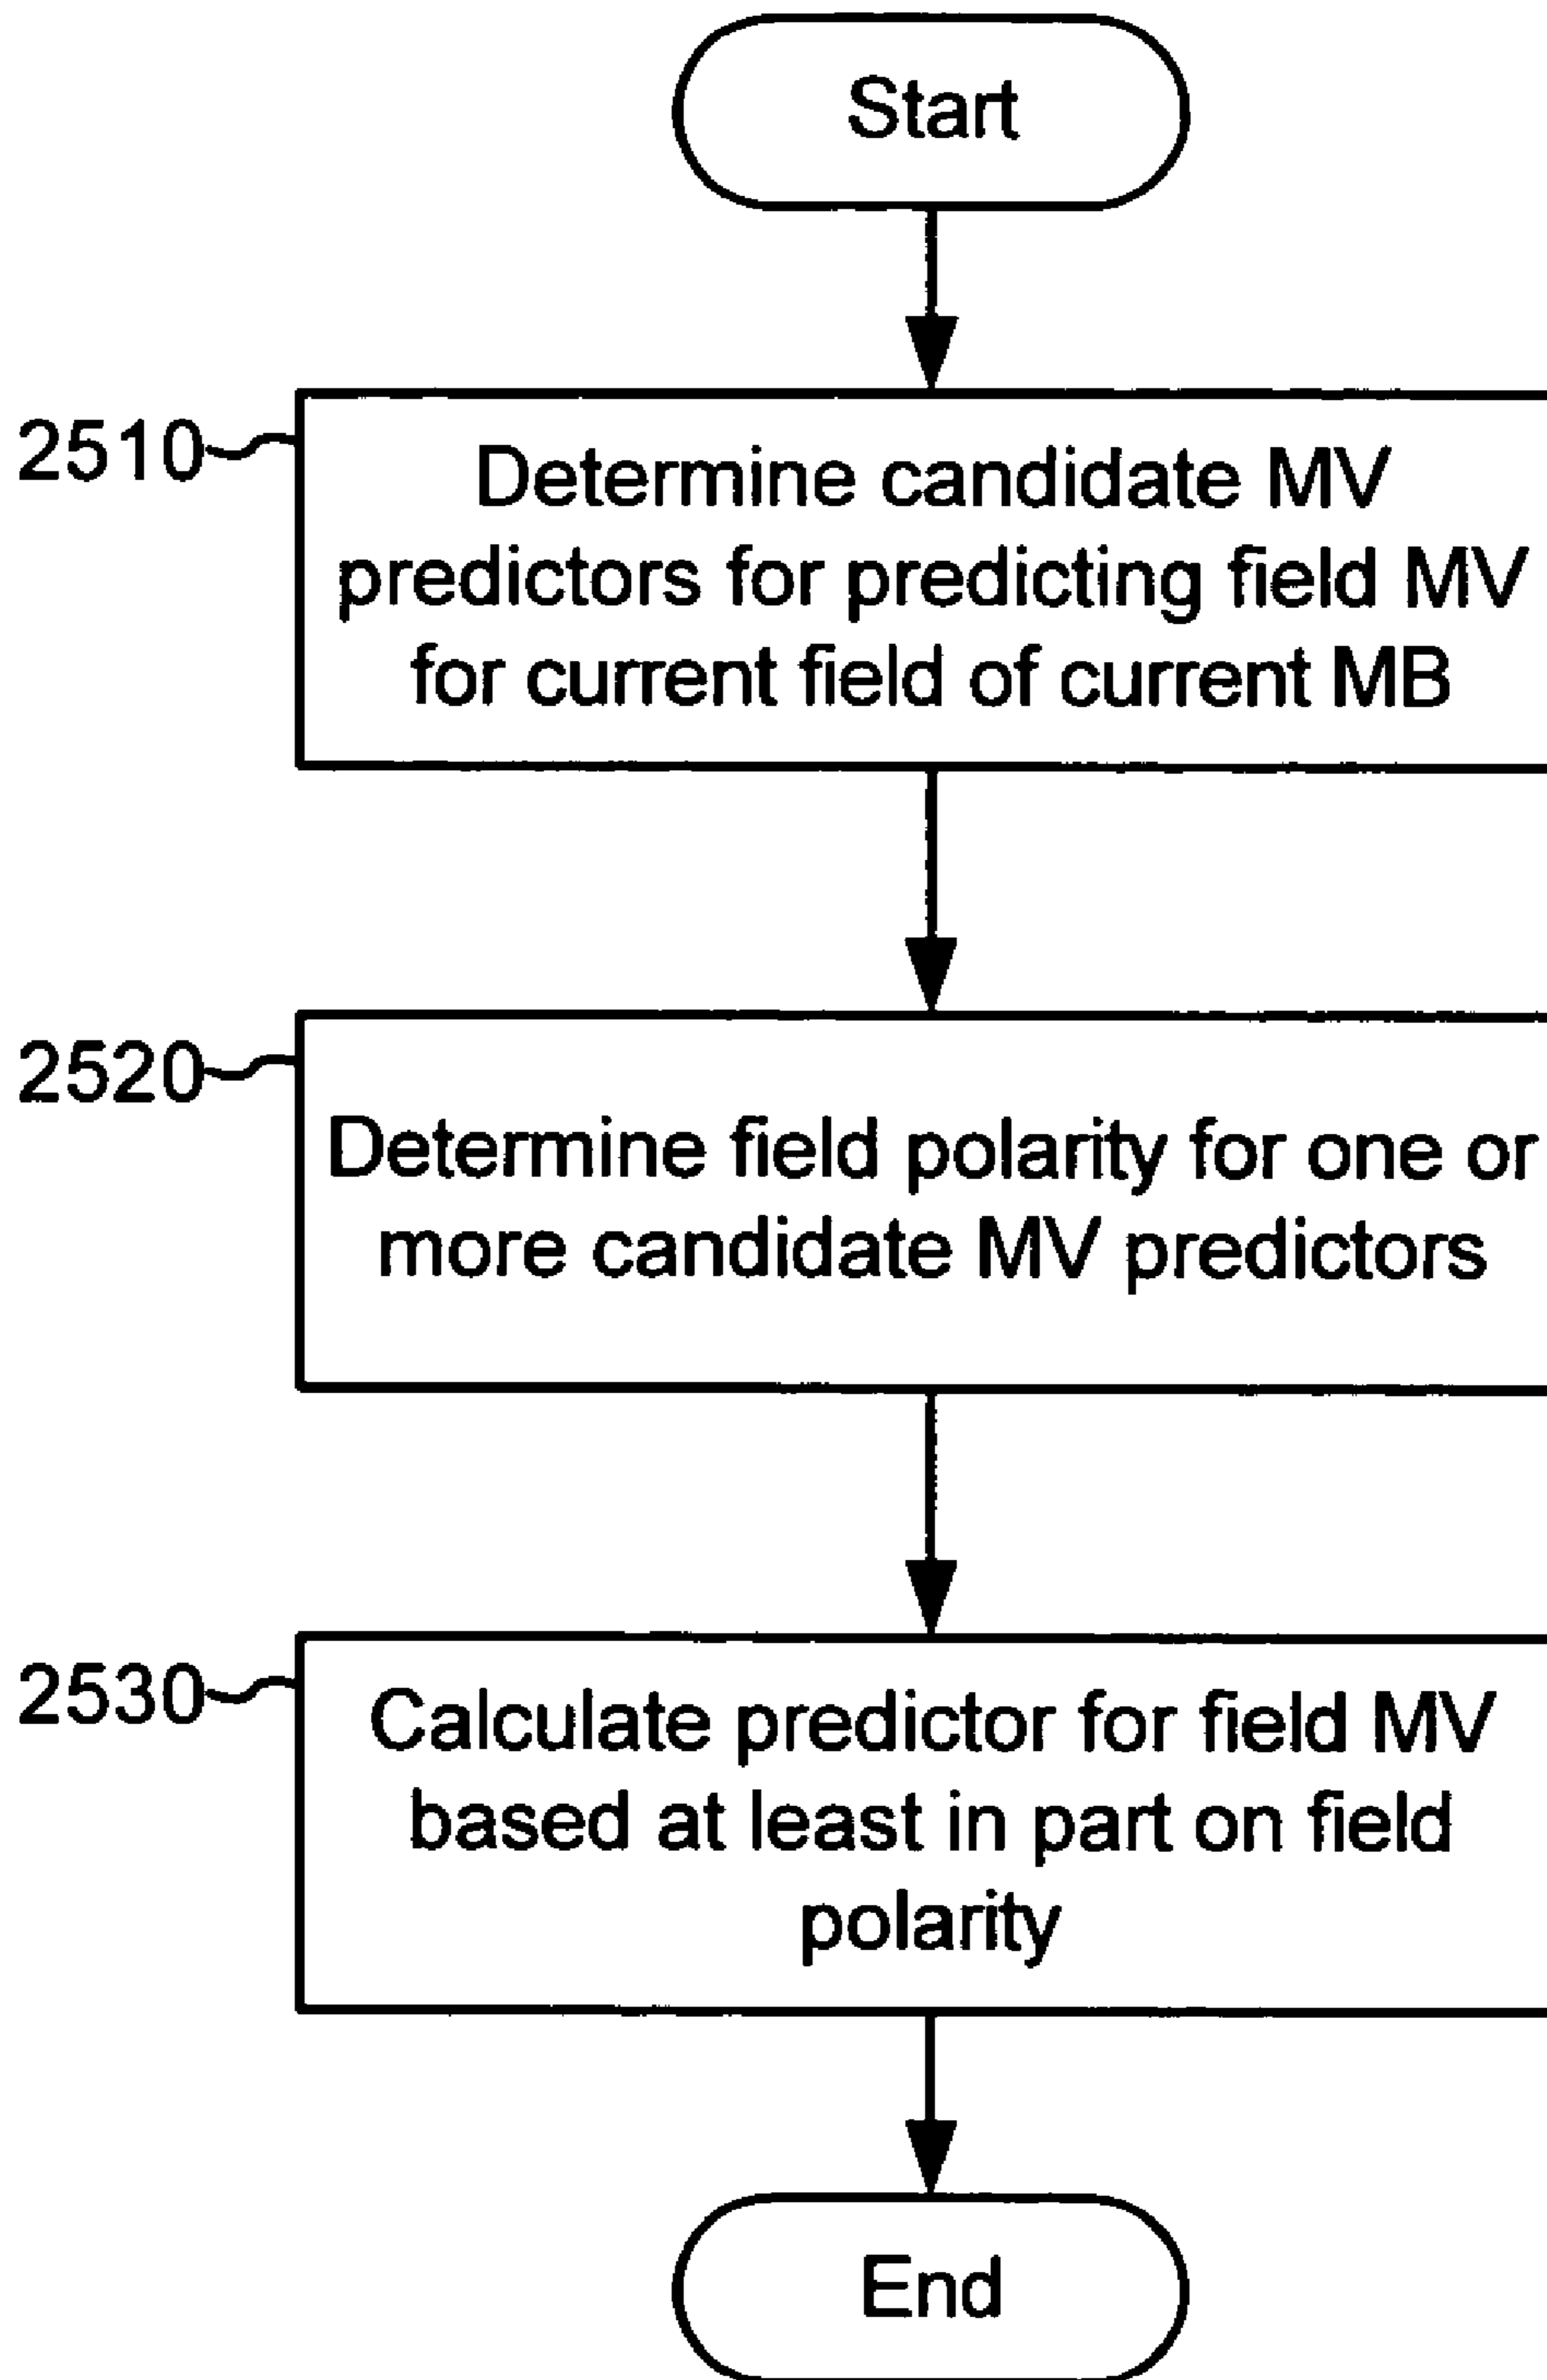 Start
2510
Determine candidate MV
predictors for predicting field MV
for current field of current MB
2520
Determine field polarity for one or
more candidate MV predictors
2530
Calculate predictor for field MV
based at least in part on field
polarity
End